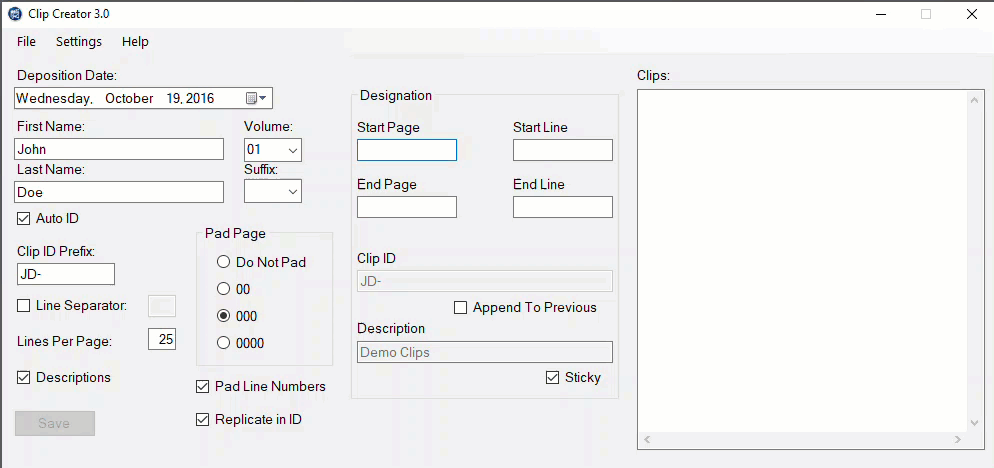 Clip Creator 3.0
File Settings Help
Deposition Date:
Wednesday, October 19, 2016
First Name:
Volume:
John
01
Last Name:
Suffix:
Doe
Auto ID
Clip ID Prefix:
JD-
Line Separator:
Lines Per Page:
25
Descriptions
Save
Pad Page
Do Not Pad
00
000
0000
Pad Line Numbers
Replicate in ID
Designation
Start Page
Start Line
End Page
End Line
Clip ID
JD-
Append To Previous
Description
Demo Clips
Sticky
Clips: